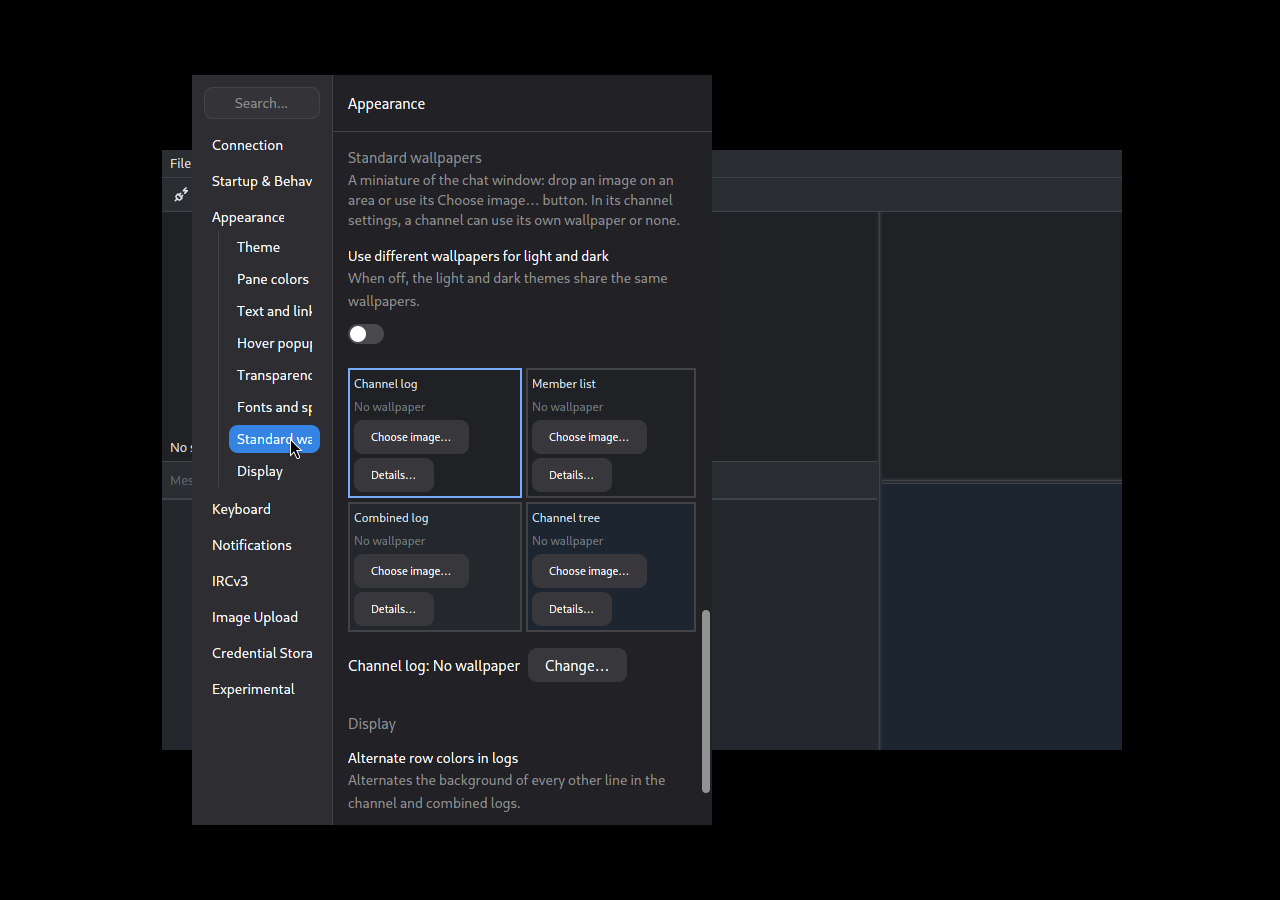 Search...
Appearance
Connection
Startup & Behav
Appearance
Theme
Pane colors
Text and link
Hover popup
Transparenc
Fonts and sp
Standard wa
Display
Keyboard
Notifications
IRCv3
Image Upload
Credential Stora
Experimental
File
No s
Mes
Standard wallpapers
A miniature of the chat window: drop an image on an
area or use its Choose image... button. In its channel
settings, a channel can use its own wallpaper or none.
Use different wallpapers for light and dark
When off, the light and dark themes share the same
wallpapers.
Channel log
No wallpaper
Choose image...
Details...
Member list
No wallpaper
Choose image...
Details...
Combined log
No wallpaper
Choose image...
Details...
Channel tree
No wallpaper
Choose image...
Details...
Channel log: No wallpaper
Change...
Display
Alternate row colors in logs
Alternates the background of every other line in the
channel and combined logs.